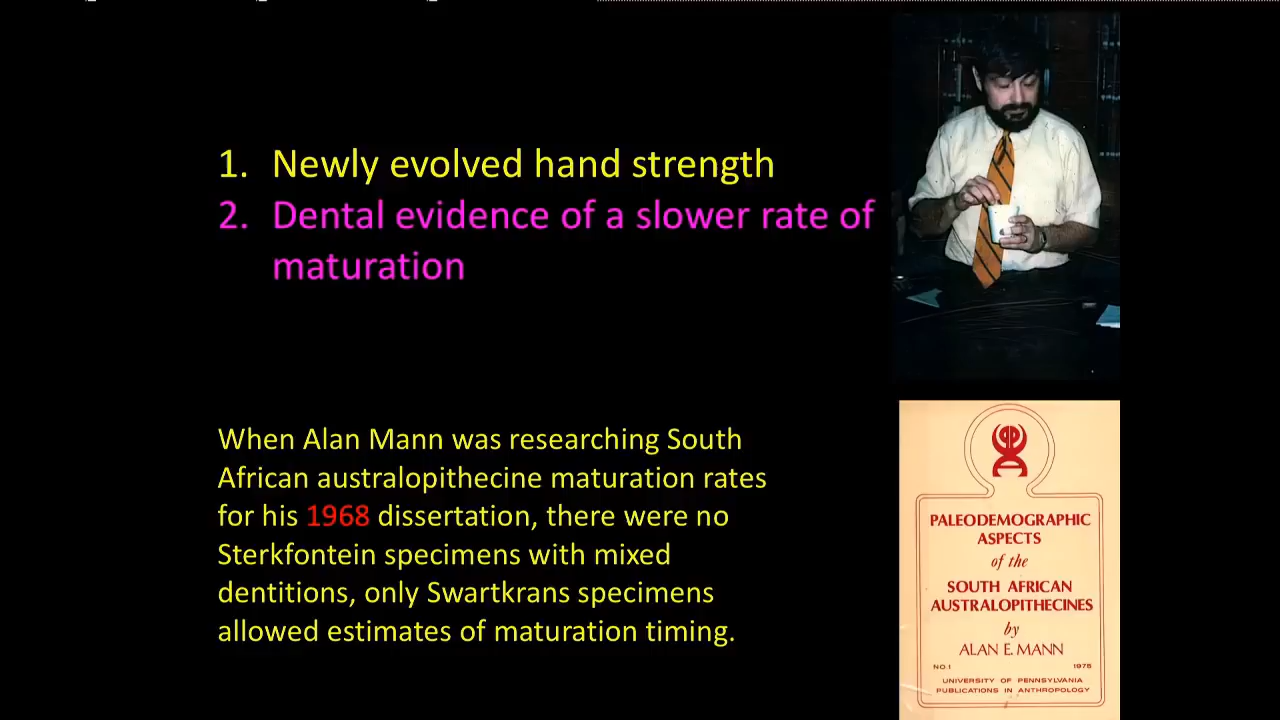 1. Newly evolved hand strength
2. Dental evidence of a slower rate of
maturation
When Alan Mann was researching South
African australopithecine maturation rates
for his 1968 dissertation, there were no
Sterkfontein specimens with mixed
dentitions, only Swartkrans specimens
allowed estimates of maturation timing.
PALEODEMOGRAPHIC
ASPECTS
of the
SOUTH AFRICAN
AUSTRALOPITHECINES
by
ALAN E. MANN
NO.1 1975
UNIVERSITY OF PENNSYLVANIA
PUBLICATIONS IN ANTHROPOLOGY